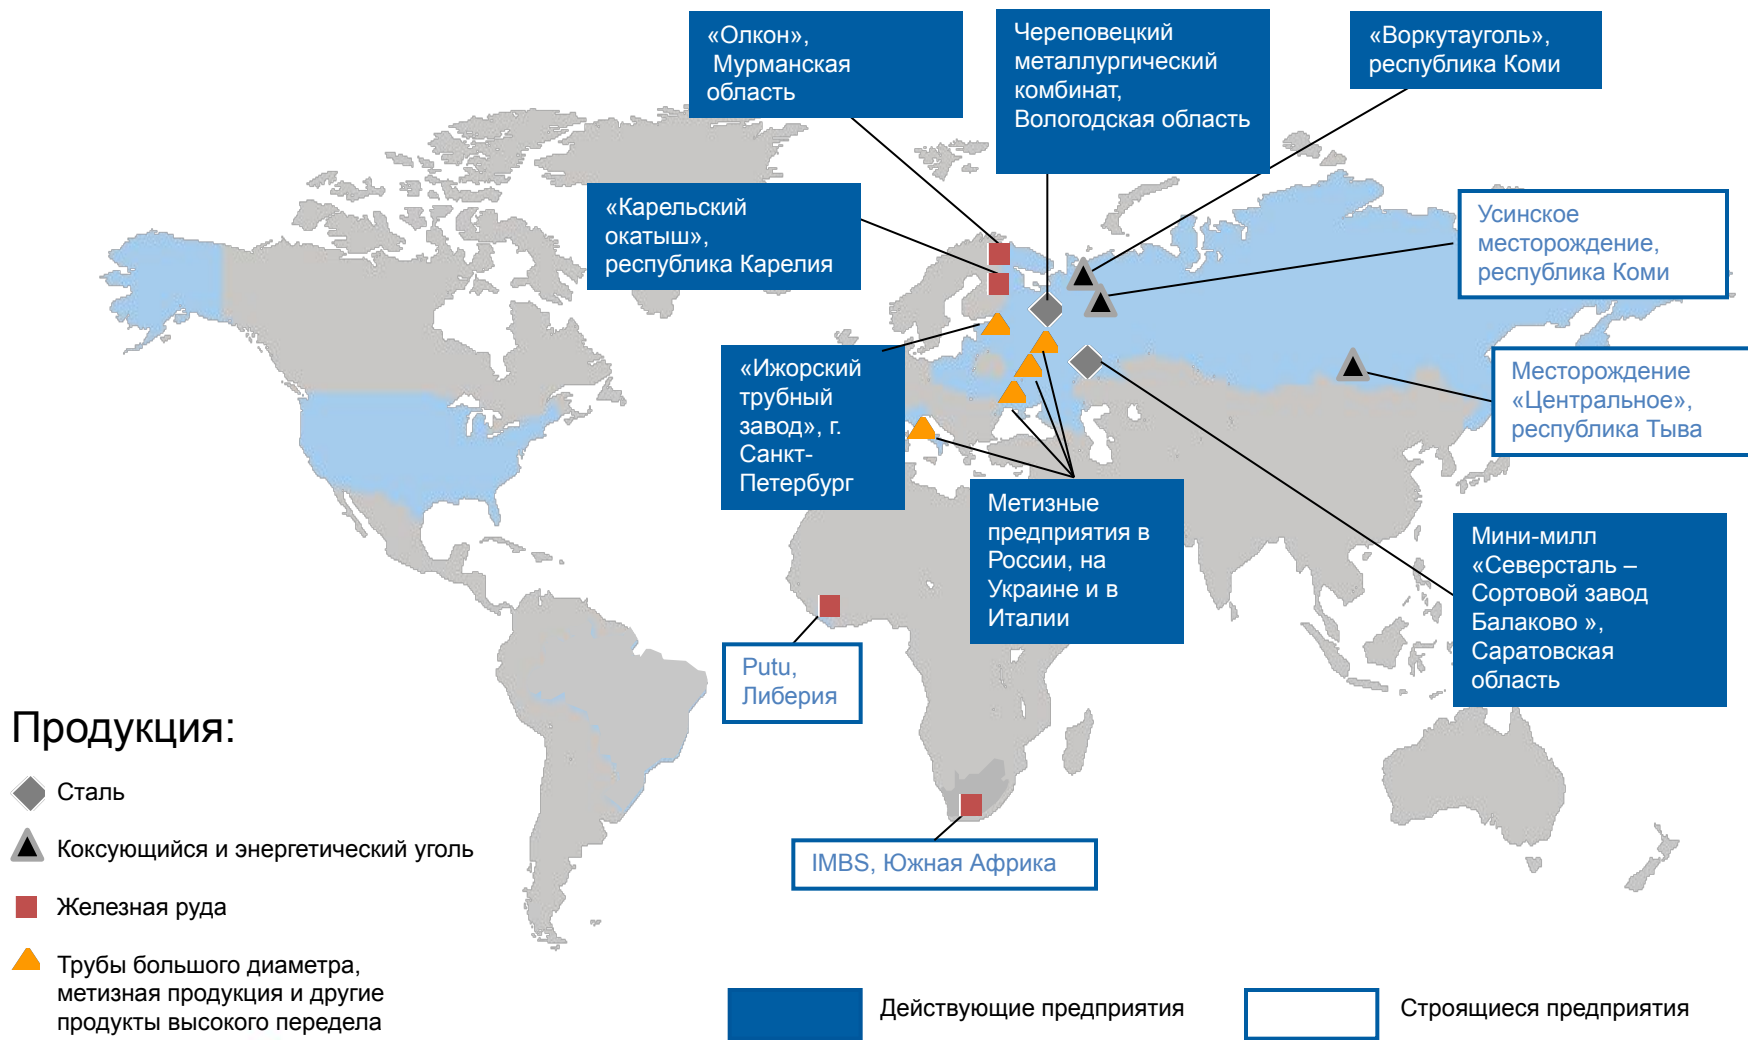 «Олкон»,
Мурманская
область
Череповецкий
металлургический
комбинат,
Вологодская область
«Воркутауголь»,
республика Коми
«Карельский
окатыш»,
республика Карелия
Усинское
месторождение,
республика Коми
«Ижорский
трубный
завод», г.
Санкт-
Петербург
Месторождение
«Центральное»,
республика Тыва
Метизные
предприятия в
России, на
Украине и в
Италии
Мини-милл
«Северсталь –
Сортовой завод
Балаково »,
Саратовская
область
Putu,
Либерия
IMBS, Южная Африка
Продукция:
Сталь
Коксующийся и энергетический уголь
Железная руда
Трубы большого диаметра,
метизная продукция и другие
продукты высокого передела
Действующие предприятия
Строящиеся предприятия